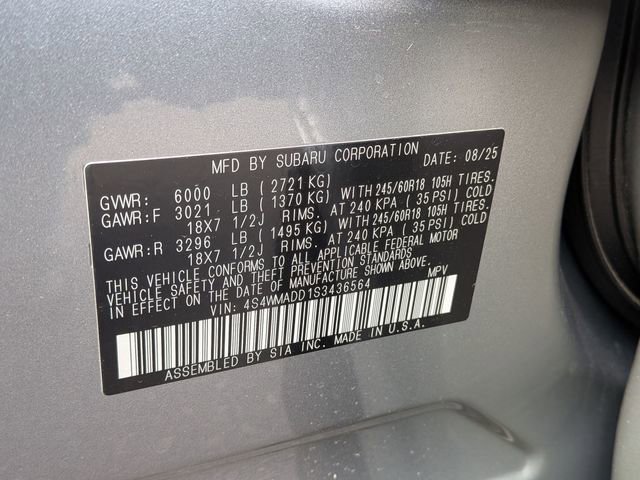 MFD BY SUBARU CORPORATION DATE: 08/25
GVWR: 6000 LB (2721 KG)
GAWR:F 3021 LB (1370 KG) WITH 245/60R18 105H TIRES.
18X7 1/2J RIMS. AT 240 KPA (35 PSI) COLD
GAWR:R 3296 LB (1495 KG) WITH 245/60R18 105H TIRES.
18X7 1/2J RIMS. AT 240 KPA (35 PSI) COLD
THIS VEHICLE CONFORMS TO ALL APPLICABLE FEDERAL MOTOR
VEHICLE SAFETY AND THEFT PREVENTION STANDARDS
IN EFFECT ON THE DATE OF MANUFACTURE SHOWN ABOVE.
VIN: 4S4WMADD1S3436564 MPV
ASSEMBLED BY SIA INC. MADE IN U.S.A.